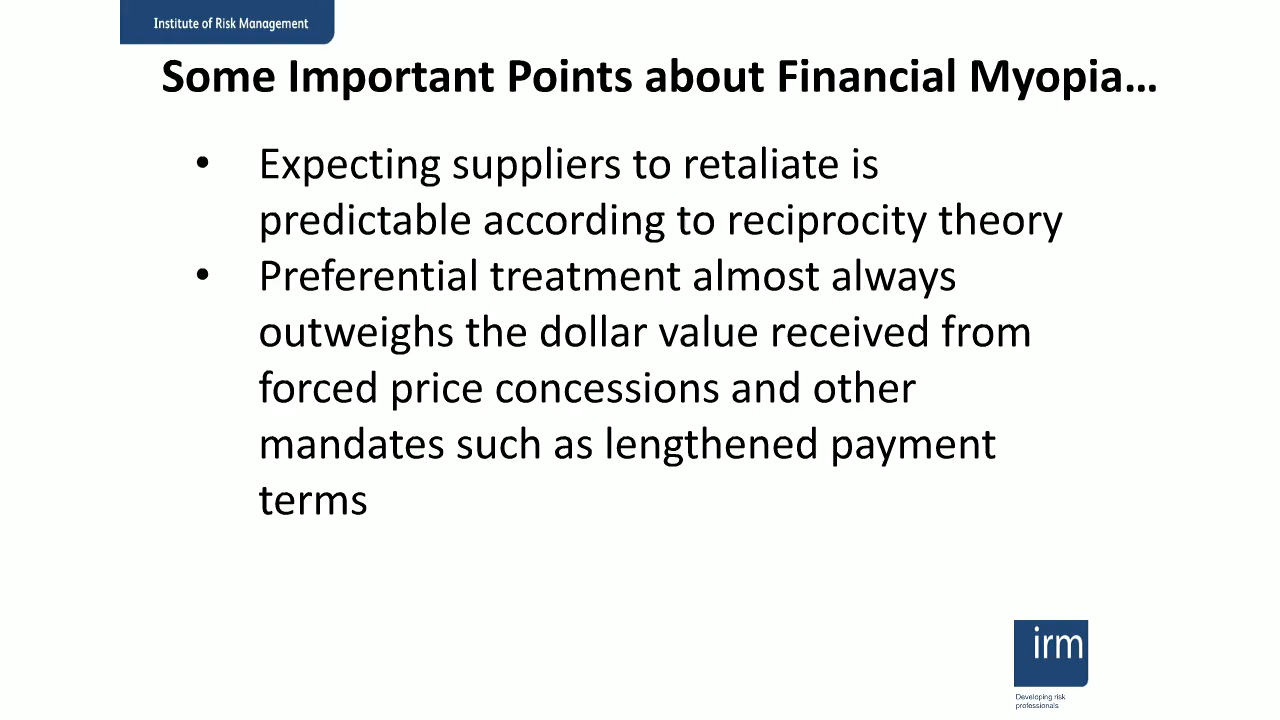 Institute of Risk Management
Some Important Points about Financial Myopia…
• Expecting suppliers to retaliate is
predictable according to reciprocity theory
• Preferential treatment almost always
outweighs the dollar value received from
forced price concessions and other
mandates such as lengthened payment
terms
irm
Developing risk
professionals